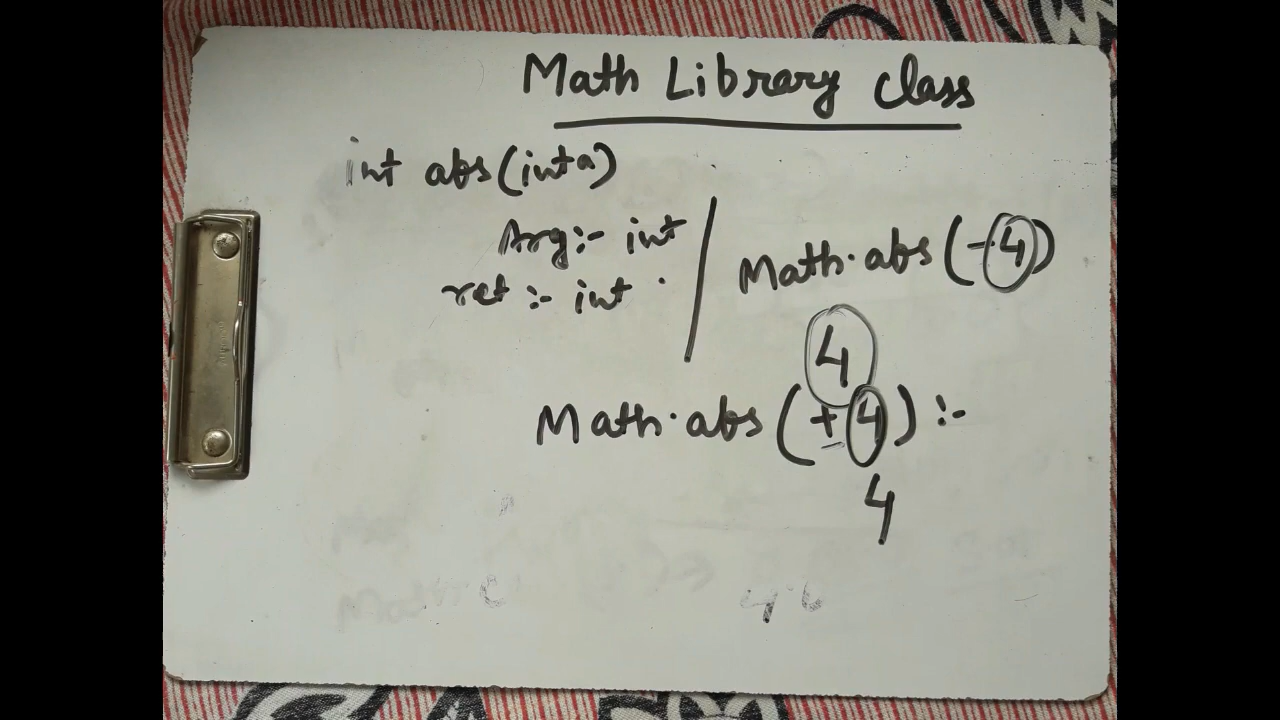 Math Library Class
int abs(int a)
Arg:- int
ret :- int
Math.abs(-4)
4
Math.abs(+4) :-
4